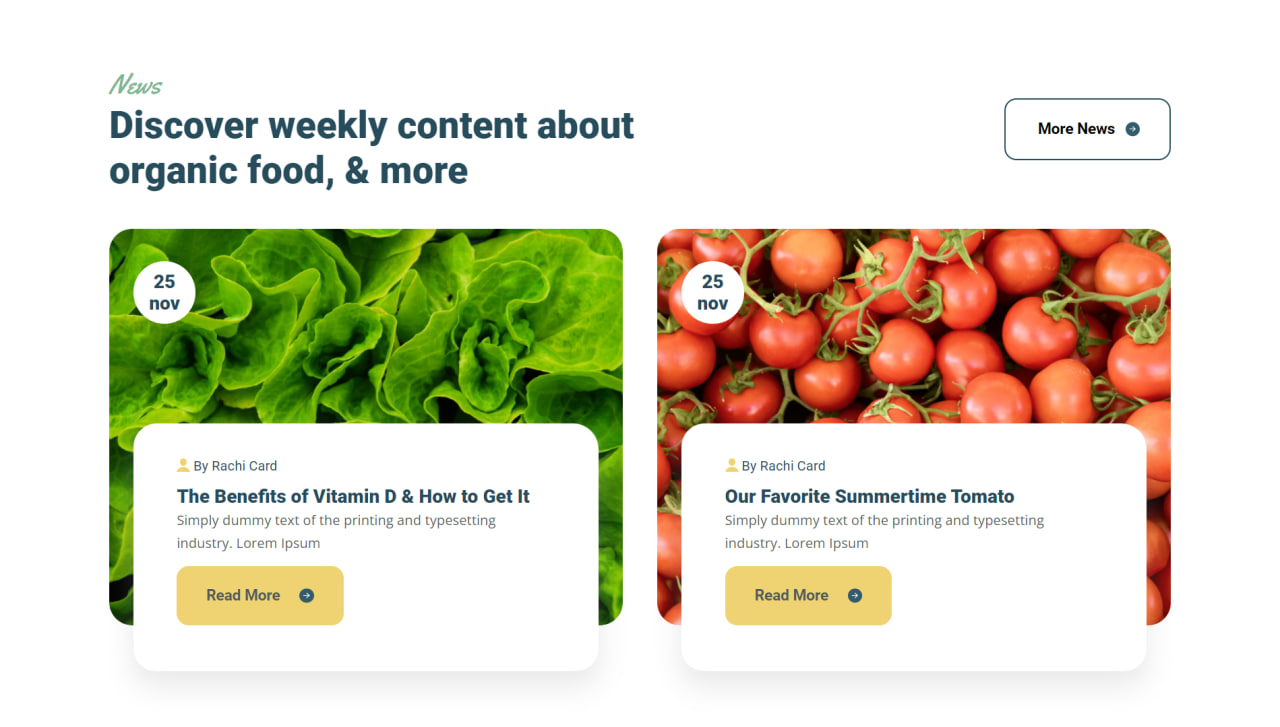 News
Discover weekly content about
organic food, & more
More News
25
nov
By Rachi Card
The Benefits of Vitamin D & How to Get It
Simply dummy text of the printing and typesetting
industry. Lorem Ipsum
Read More
25
nov
By Rachi Card
Our Favorite Summertime Tomato
Simply dummy text of the printing and typesetting
industry. Lorem Ipsum
Read More